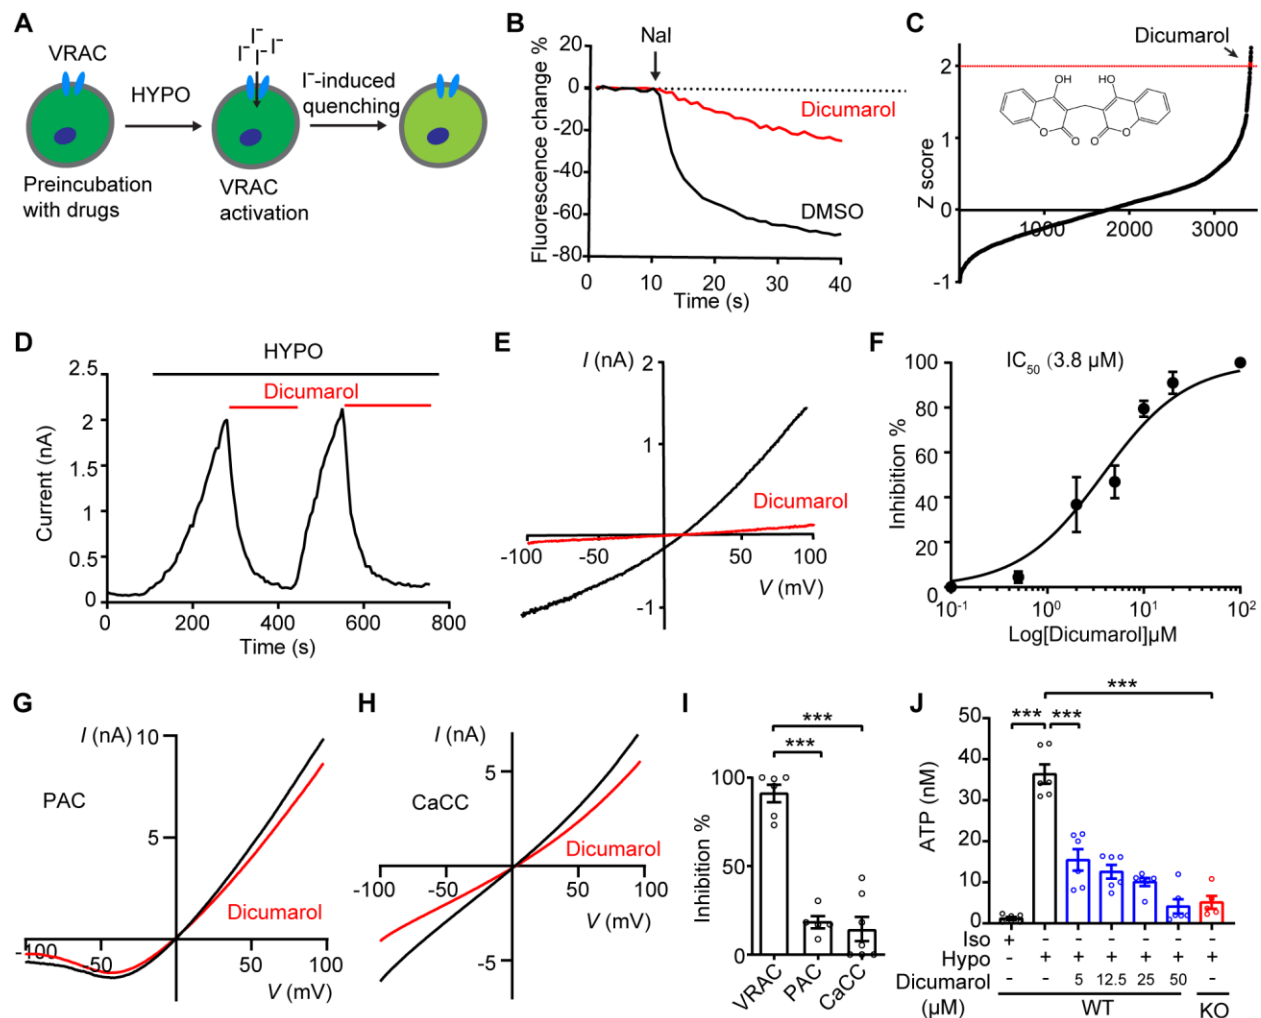 A
VRAC
I⁻
I⁻ I⁻ I⁻
HYPO
I⁻-induced
quenching
Preincubation
with drugs
VRAC
activation
B
NaI
Fluorescence change %
20
0
-20
-40
-60
-80
Dicumarol
DMSO
0 10 20 30 40
Time (s)
C
Dicumarol
Z score
2
1
0
-1
OH HO
O O O O
1000 2000 3000
D
HYPO
Dicumarol
Current (nA)
2.5
2
1.5
1
0.5
0
0 200 400 600 800
Time (s)
E
I (nA)
2
1
-1
Dicumarol
-100 -50 50 100
V (mV)
F
IC50 (3.8 µM)
Inhibition %
100
80
60
40
20
0
10-1 100 101 102
Log[Dicumarol]µM
G
I (nA) 10
5
PAC
Dicumarol
-100 -50 50 100
V (mV)
H
I (nA)
5
-5
CaCC
Dicumarol
-100 -50 50 100
V (mV)
I
***
***
Inhibition %
100
50
0
VRAC PAC CaCC
J
***
*** ***
ATP (nM)
50
40
30
20
10
0
Iso + - - - - - -
Hypo - + + + + + +
Dicumarol - - 5 12.5 25 50 -
(µM) WT KO